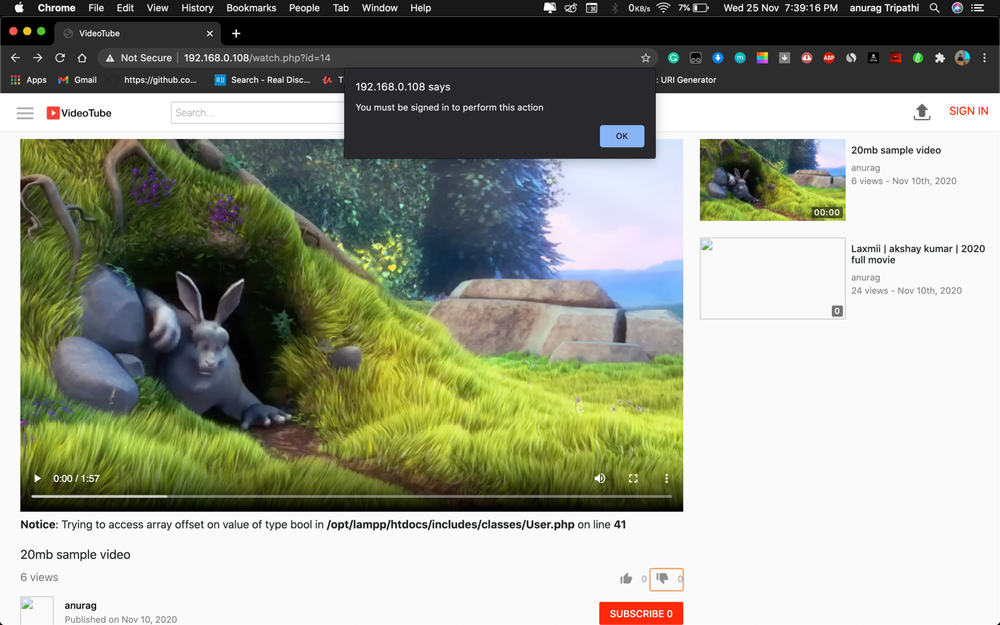 Chrome File Edit View History Bookmarks People Tab Window Help 0KB/s 7% Wed 25 Nov 7:39:16 PM anurag Tripathi
VideoTube
Not Secure 192.168.0.108/watch.php?id=14
ABP
Apps Gmail https://github.co... RD Search - Real Disc... T : URI Generator
192.168.0.108 says
You must be signed in to perform this action
OK
VideoTube Search... SIGN IN
20mb sample video
anurag
6 views - Nov 10th, 2020
00:00
Laxmii | akshay kumar | 2020
full movie
anurag
24 views - Nov 10th, 2020
0
0:00 / 1:57
Notice: Trying to access array offset on value of type bool in /opt/lampp/htdocs/includes/classes/User.php on line 41
20mb sample video
6 views 0 0
anurag
Published on Nov 10, 2020
SUBSCRIBE 0